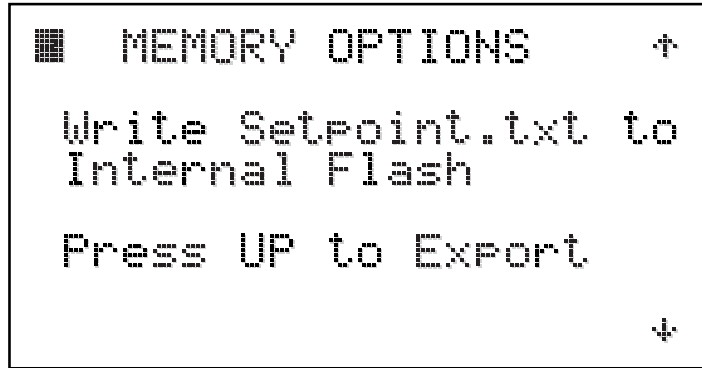 MEMORY OPTIONS ↑
Write Setpoint.txt to
Internal Flash
Press UP to Export
↓